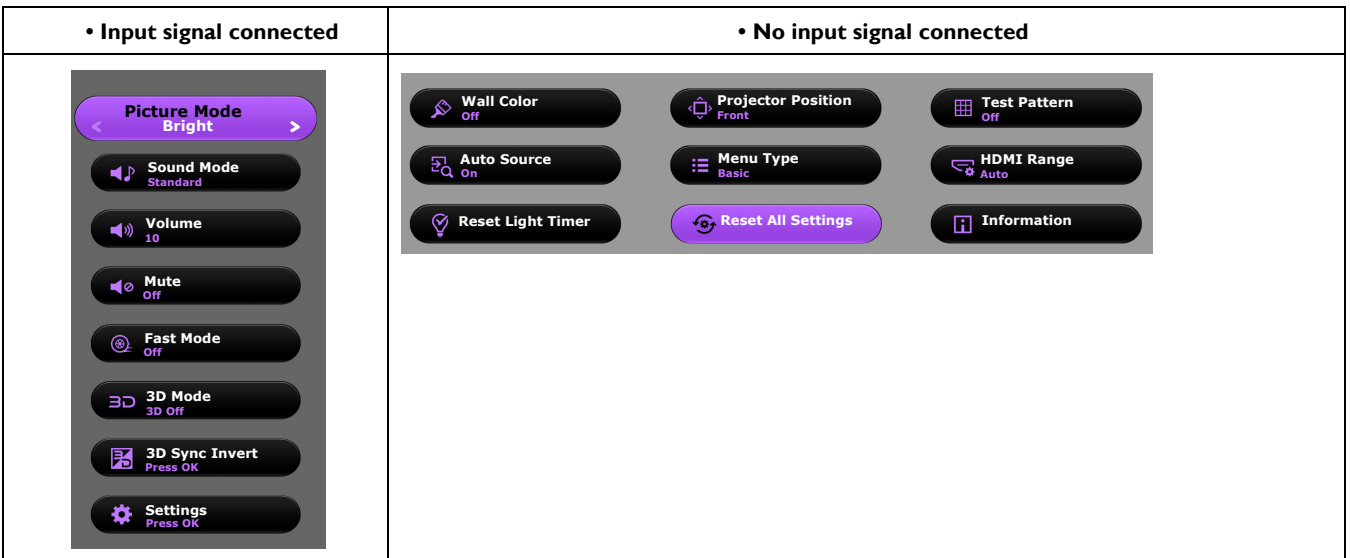 • Input signal connected
• No input signal connected
Picture Mode
< Bright >
Sound Mode
Standard
Volume
10
Mute
Off
Fast Mode
Off
3D
3D Mode
3D Off
3D Sync Invert
Press OK
Settings
Press OK
Wall Color
Off
Projector Position
Front
Test Pattern
Off
Auto Source
On
Menu Type
Basic
HDMI Range
Auto
Reset Light Timer
Reset All Settings
Information